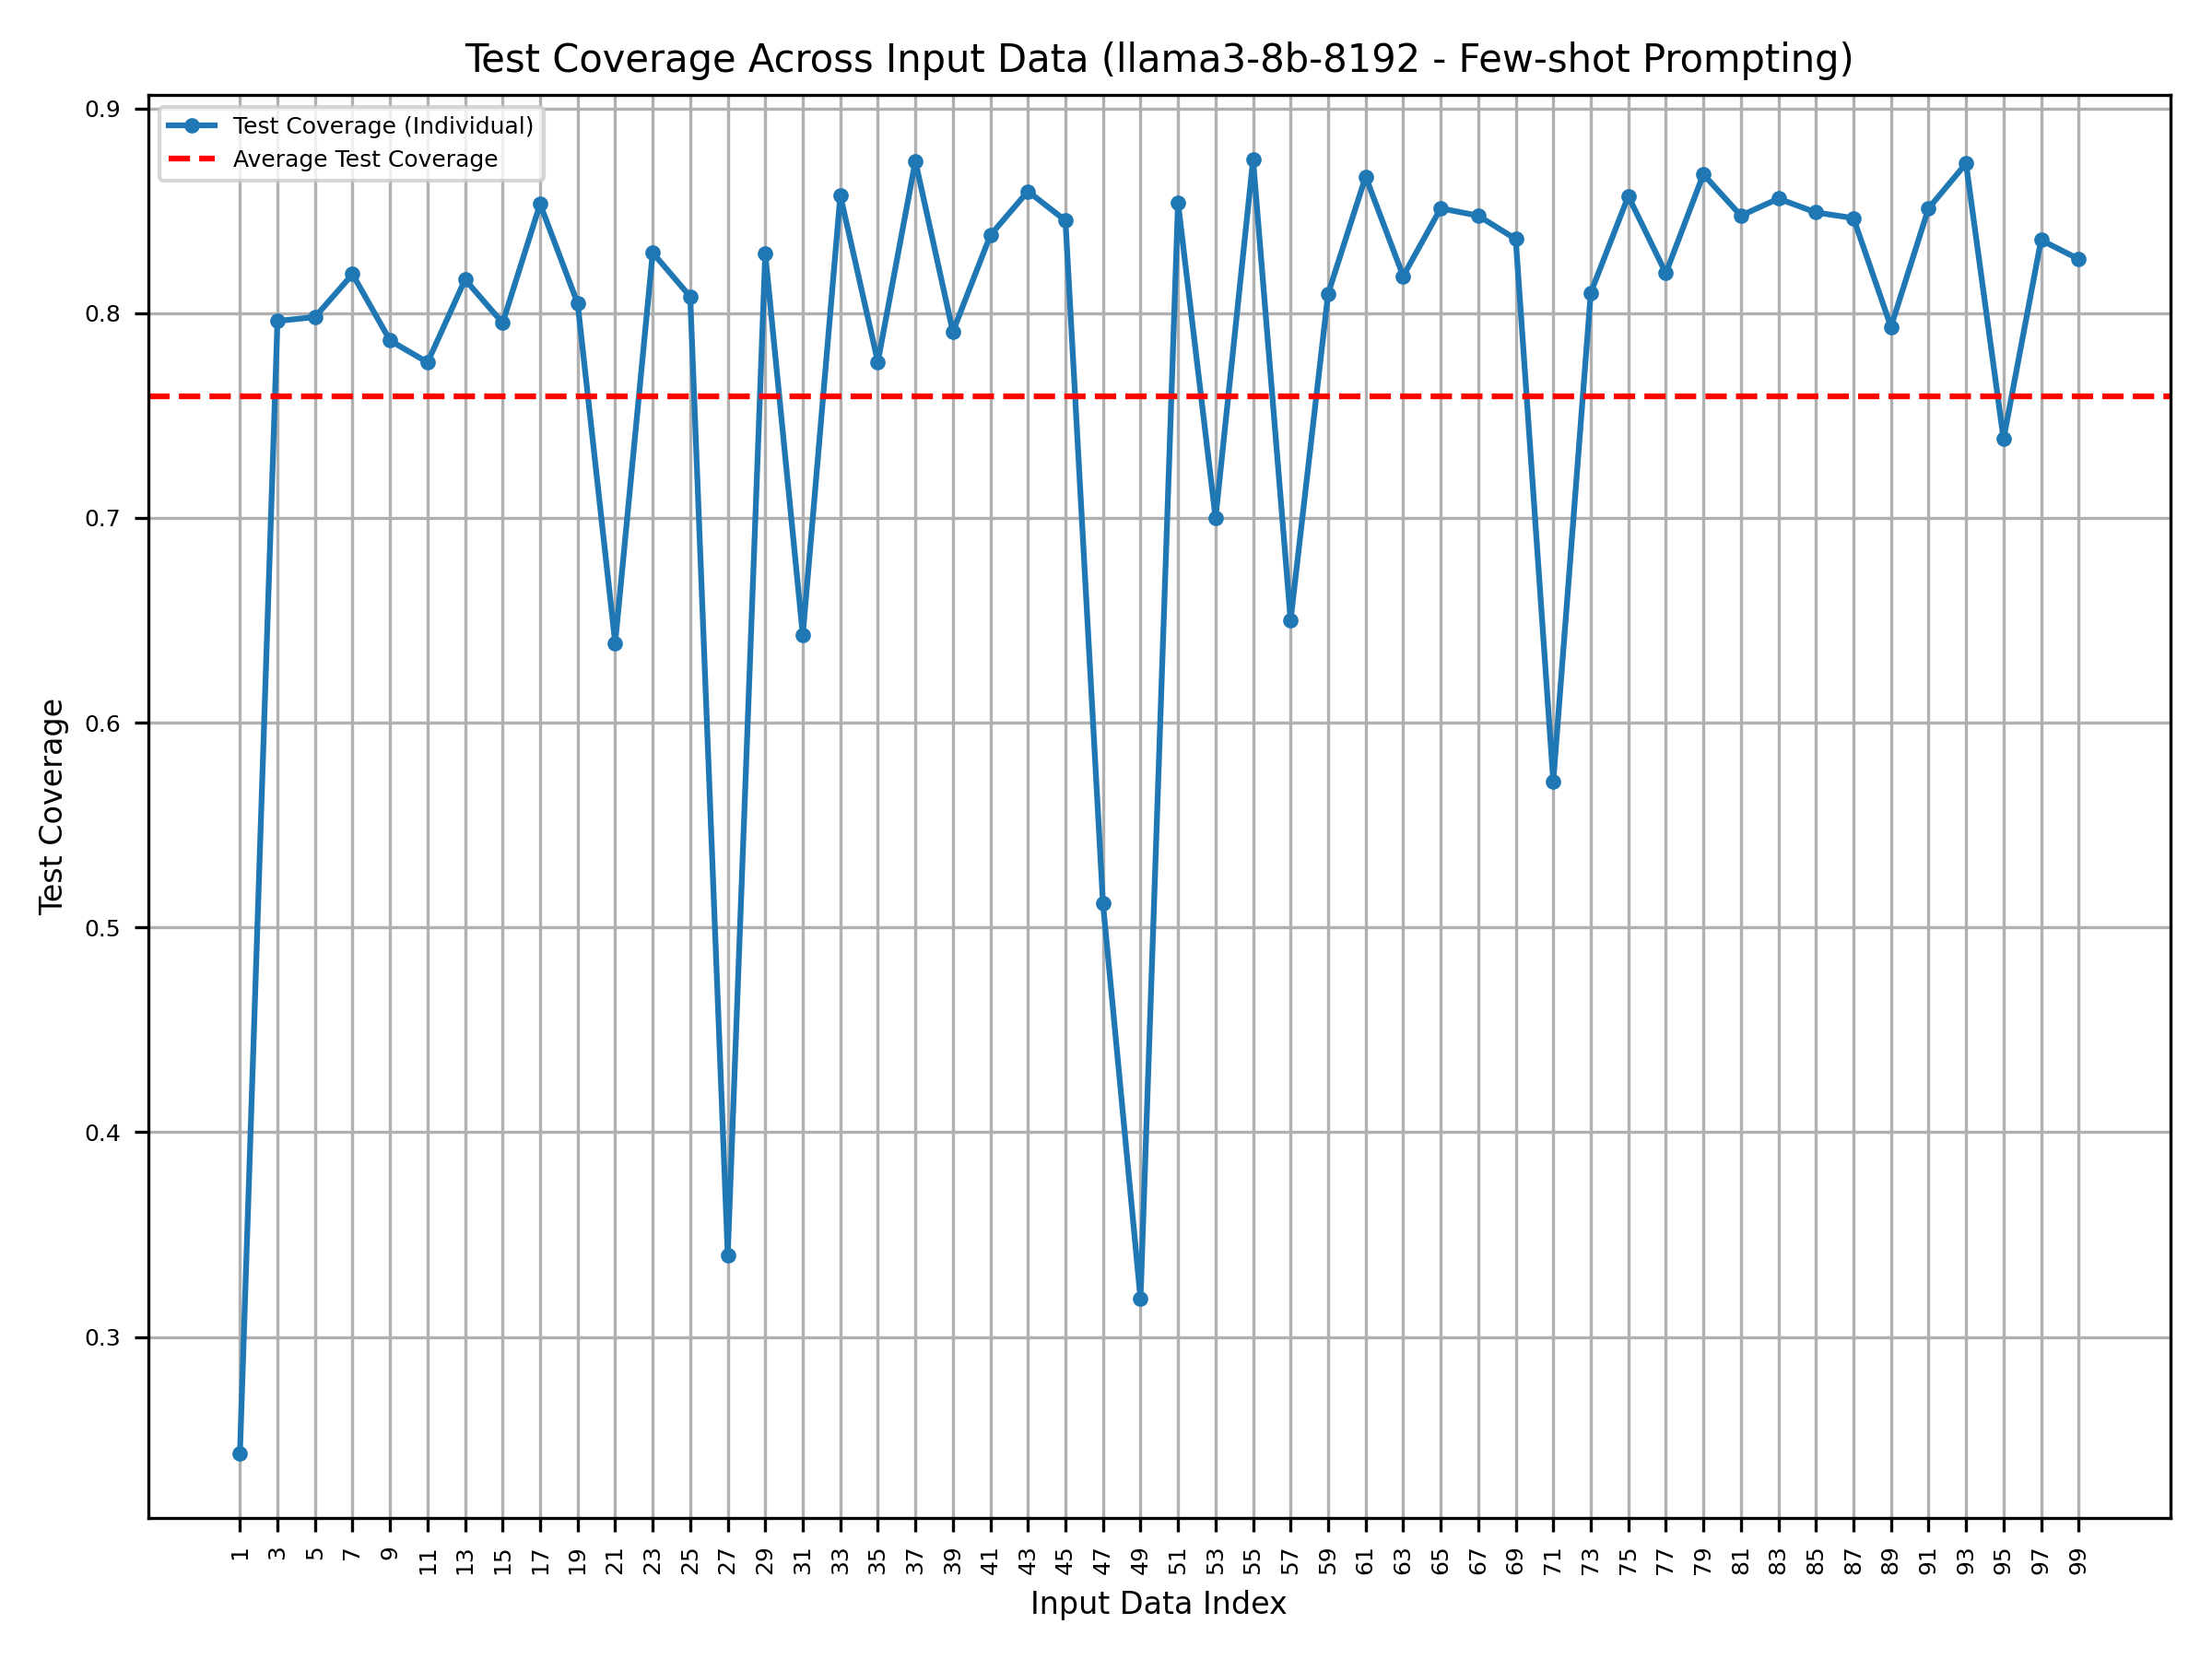 Test Coverage Across Input Data (llama3-8b-8192 - Few-shot Prompting)
Test Coverage (Individual)
Average Test Coverage
Test Coverage
0.9
0.8
0.7
0.6
0.5
0.4
0.3
1 3 5 7 9 11 13 15 17 19 21 23 25 27 29 31 33 35 37 39 41 43 45 47 49 51 53 55 57 59 61 63 65 67 69 71 73 75 77 79 81 83 85 87 89 91 93 95 97 99
Input Data Index